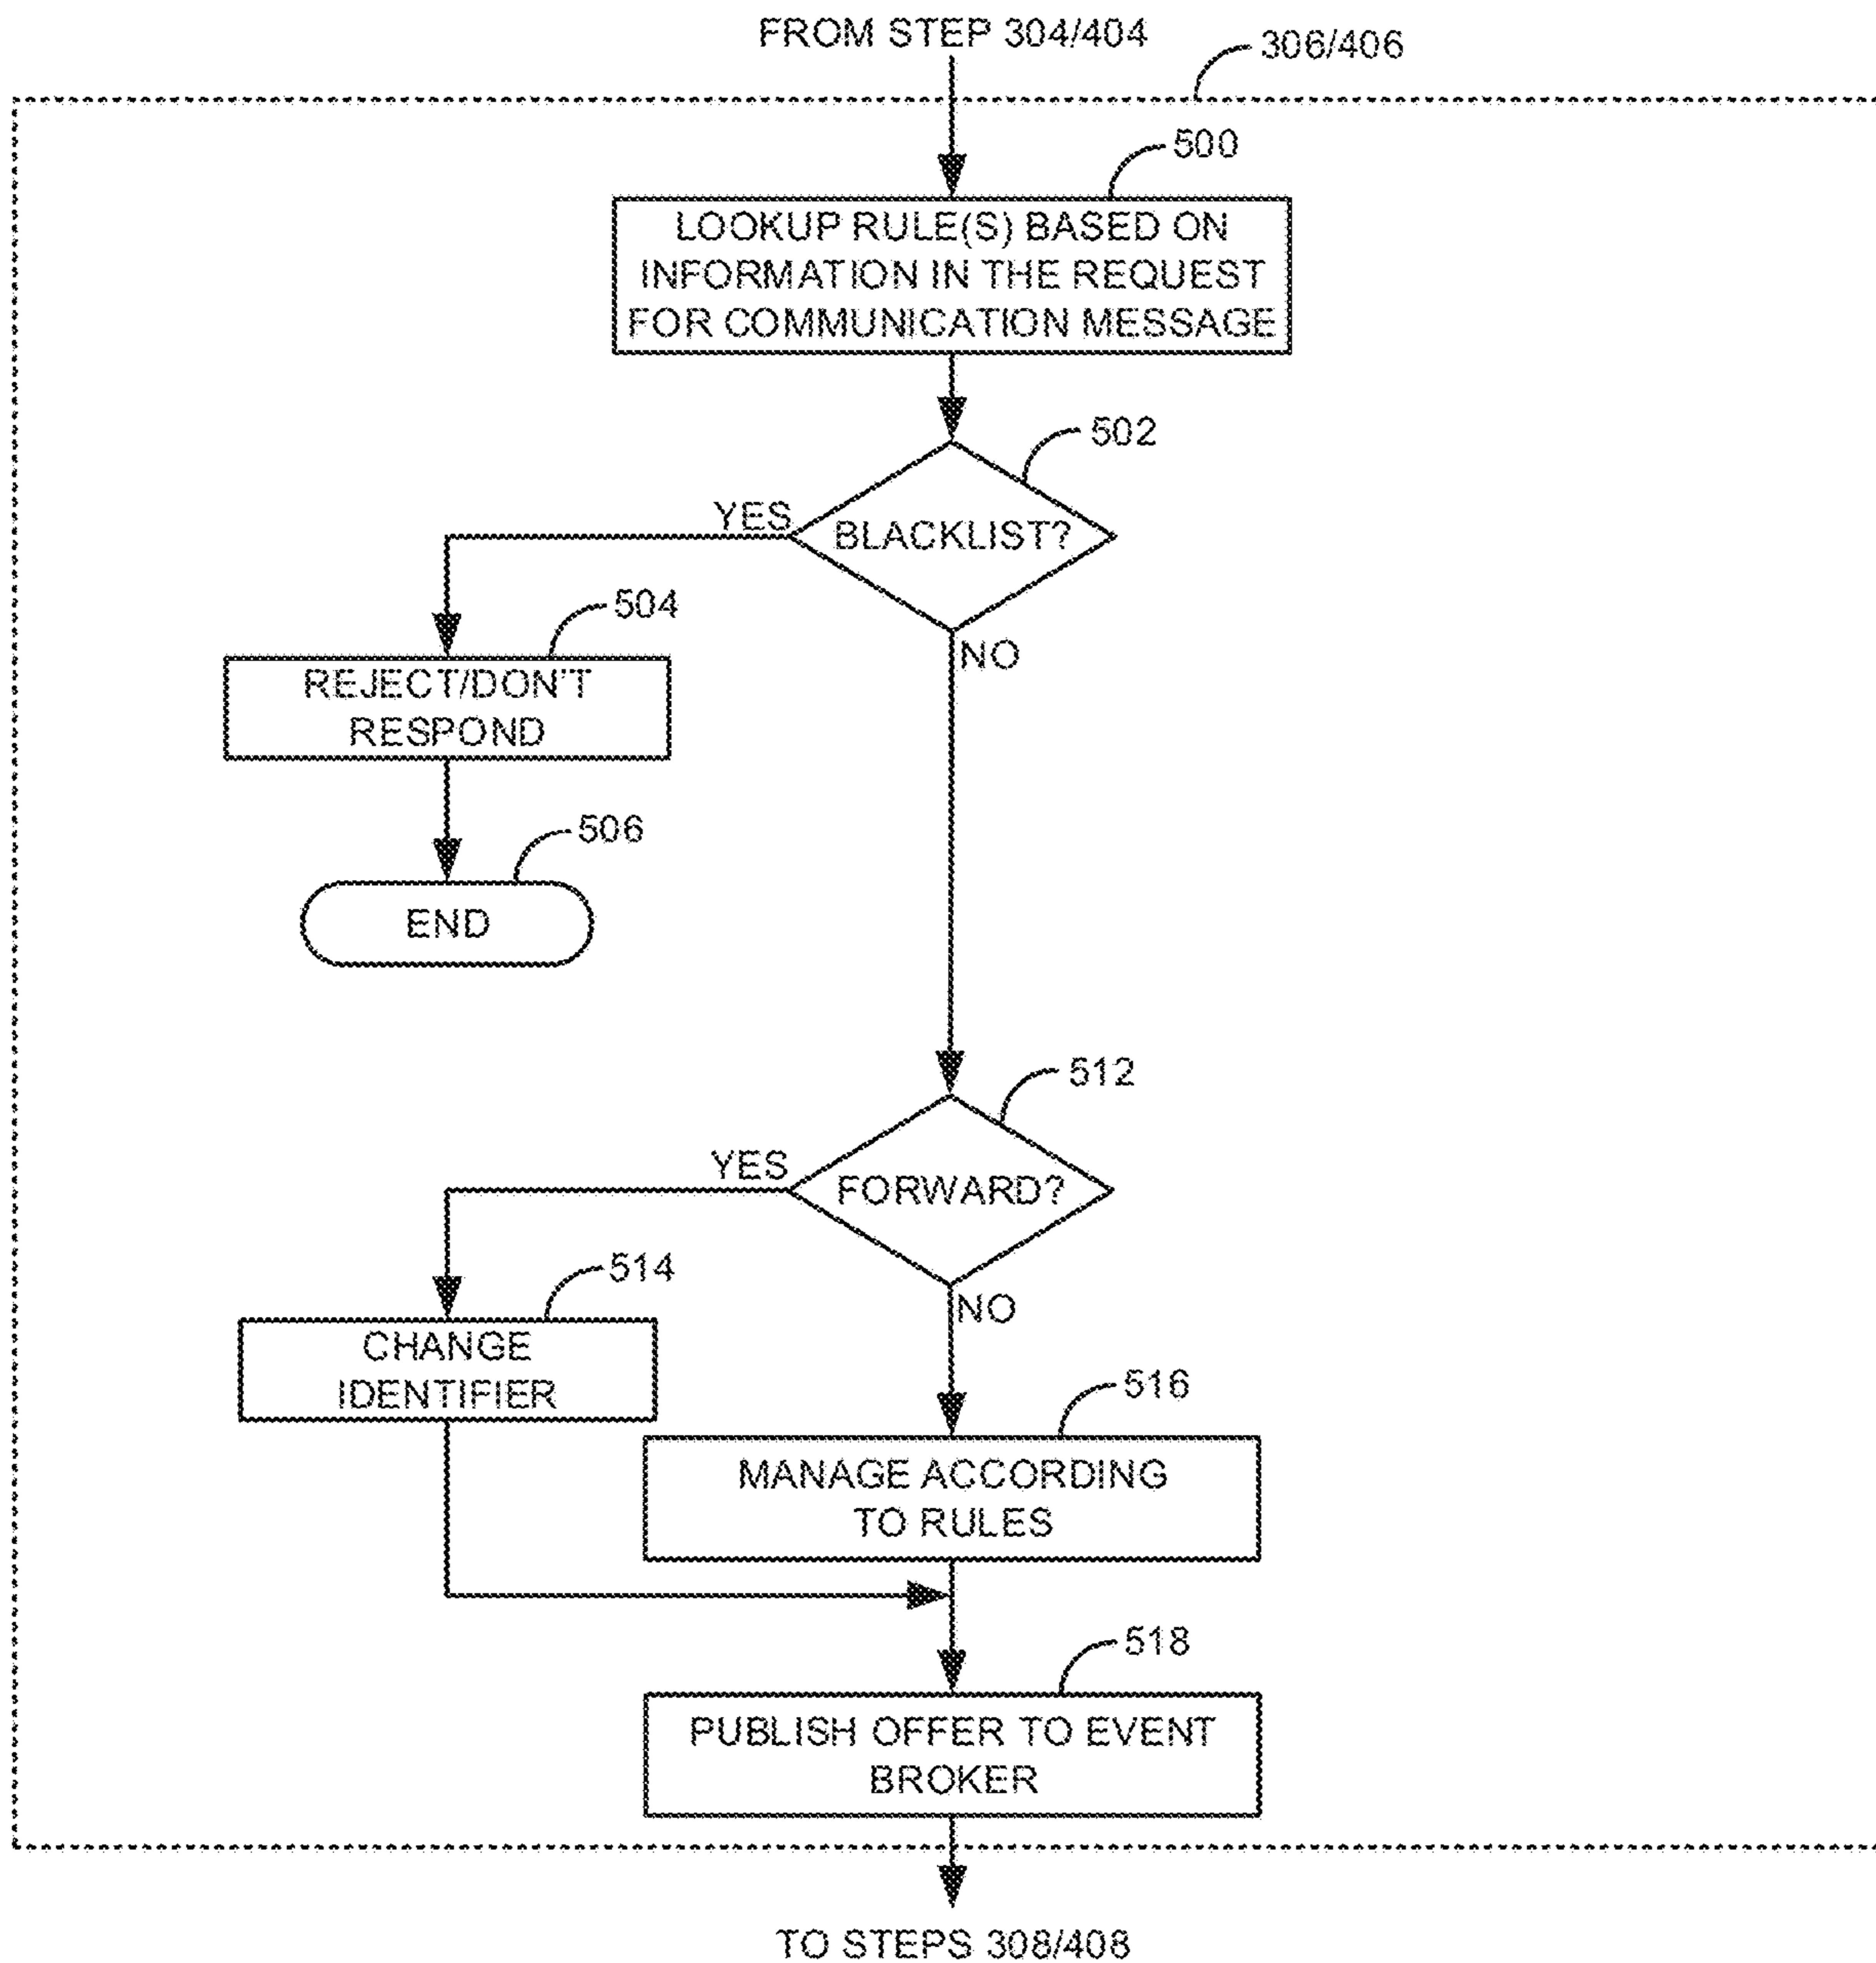 FROM STEP 304/404
306/406
500
LOOKUP RULE(S) BASED ON
INFORMATION IN THE REQUEST
FOR COMMUNICATION MESSAGE
502
YES
BLACKLIST?
504
NO
REJECT/DON'T
RESPOND
506
END
512
YES
FORWARD?
514
NO
CHANGE
IDENTIFIER
516
MANAGE ACCORDING
TO RULES
518
PUBLISH OFFER TO EVENT
BROKER
TO STEPS 308/408